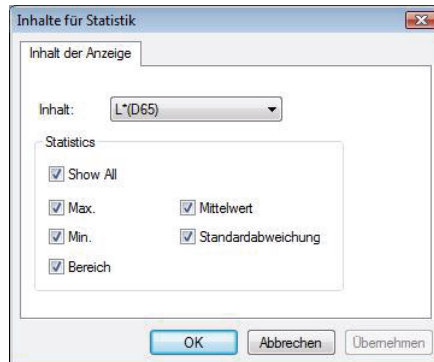 Inhalte für Statistik
Inhalt der Anzeige
Inhalt: L*(D65)
Statistics
Show All
Max. Mittelwert
Min. Standardabweichung
Bereich
OK Abbrechen Übernehmen